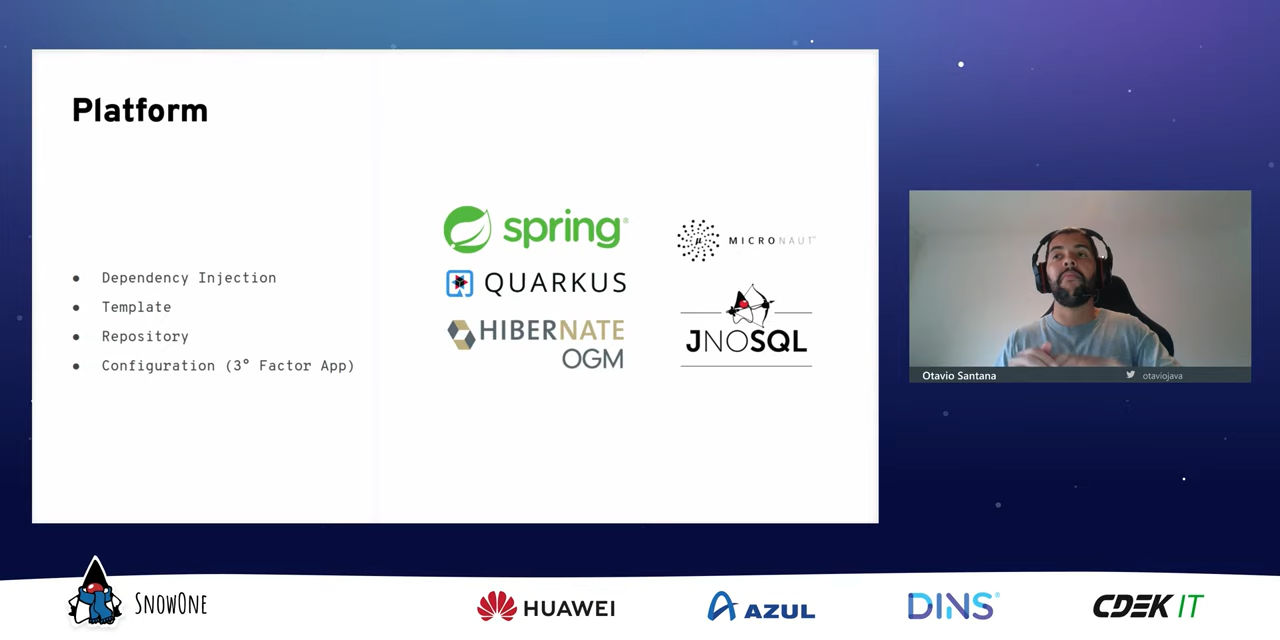 Platform
● Dependency Injection
● Template
● Repository
● Configuration (3° Factor App)
spring®
MICRONAUT
QUARKUS
HIBERNATE
OGM
JNOSQL
Otavio Santana
otaviojava
SNOWONE
HUAWEI
AZUL
DINS®
CDEK IT